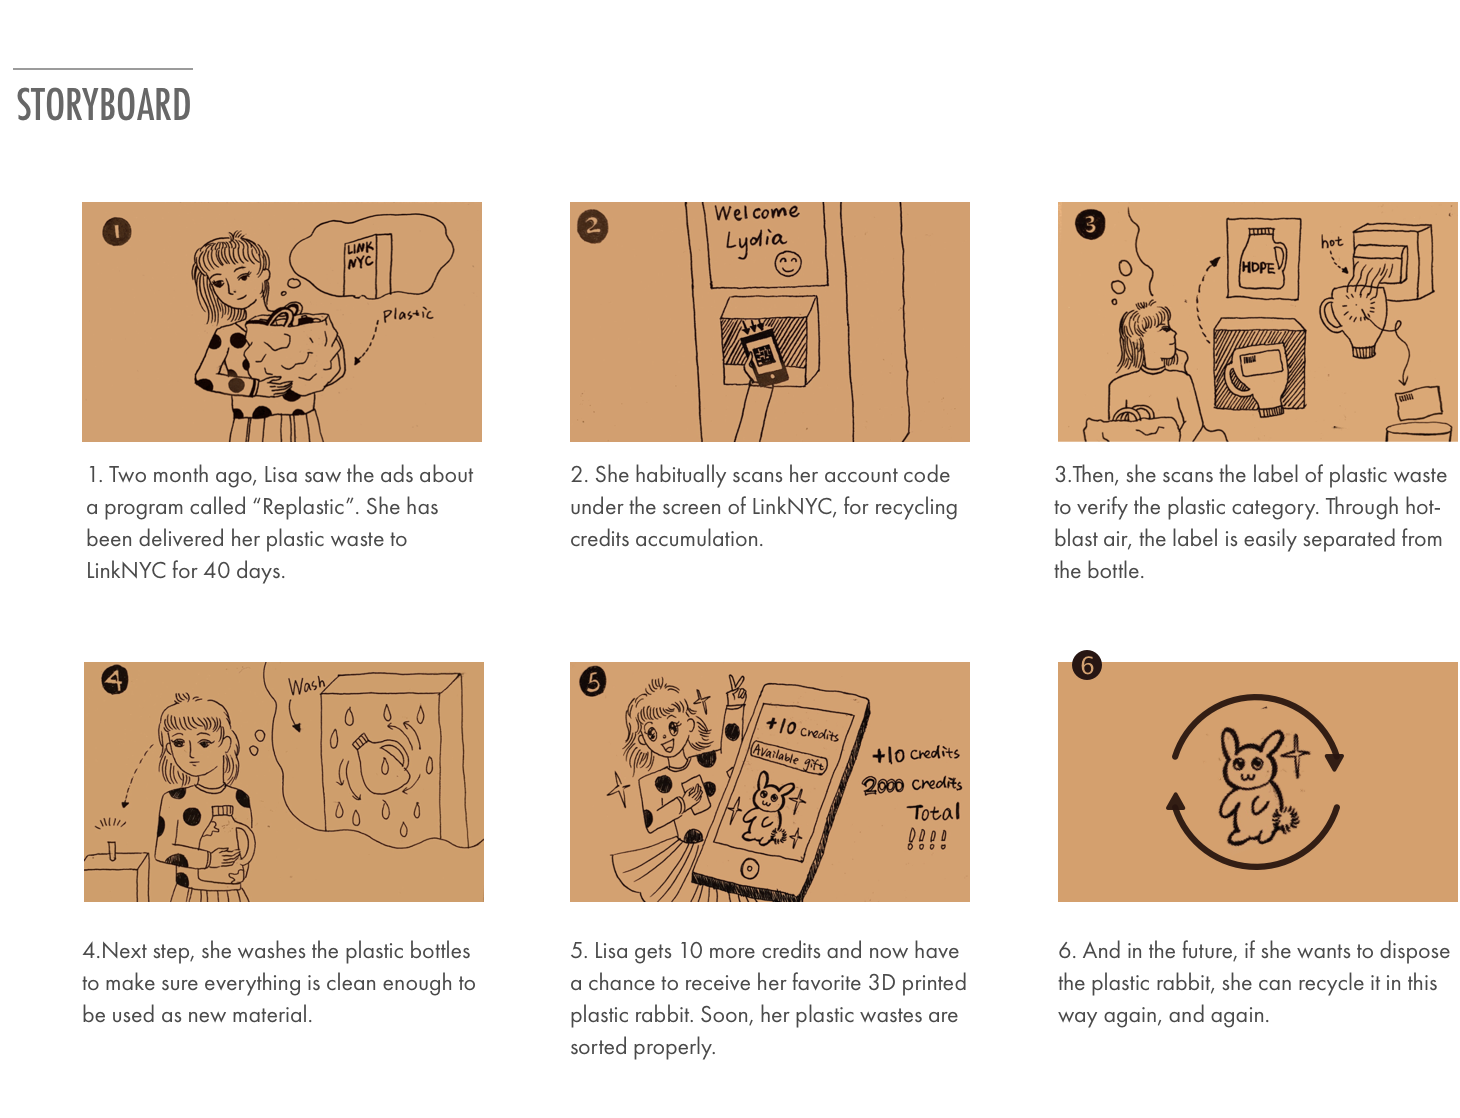 STORYBOARD
1
LINK
NYC
Plastic
2
Welcome
Lydia
3
HDPE
hot
1. Two month ago, Lisa saw the ads about
a program called “Replastic”. She has
been delivered her plastic waste to
LinkNYC for 40 days.
2. She habitually scans her account code
under the screen of LinkNYC, for recycling
credits accumulation.
3.Then, she scans the label of plastic waste
to verify the plastic category. Through hot-
blast air, the label is easily separated from
the bottle.
4
Wash
5
+10 credits
Available gift
+10 credits
2000 credits
Total
!!!!
6
4.Next step, she washes the plastic bottles
to make sure everything is clean enough to
be used as new material.
5. Lisa gets 10 more credits and now have
a chance to receive her favorite 3D printed
plastic rabbit. Soon, her plastic wastes are
sorted properly.
6. And in the future, if she wants to dispose
the plastic rabbit, she can recycle it in this
way again, and again.